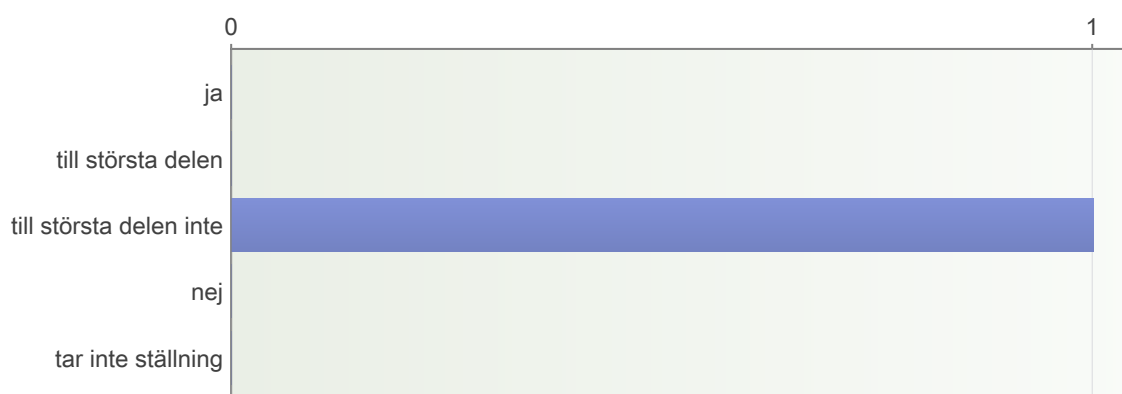 0 1
ja
till största delen
till största delen inte
nej
tar inte ställning